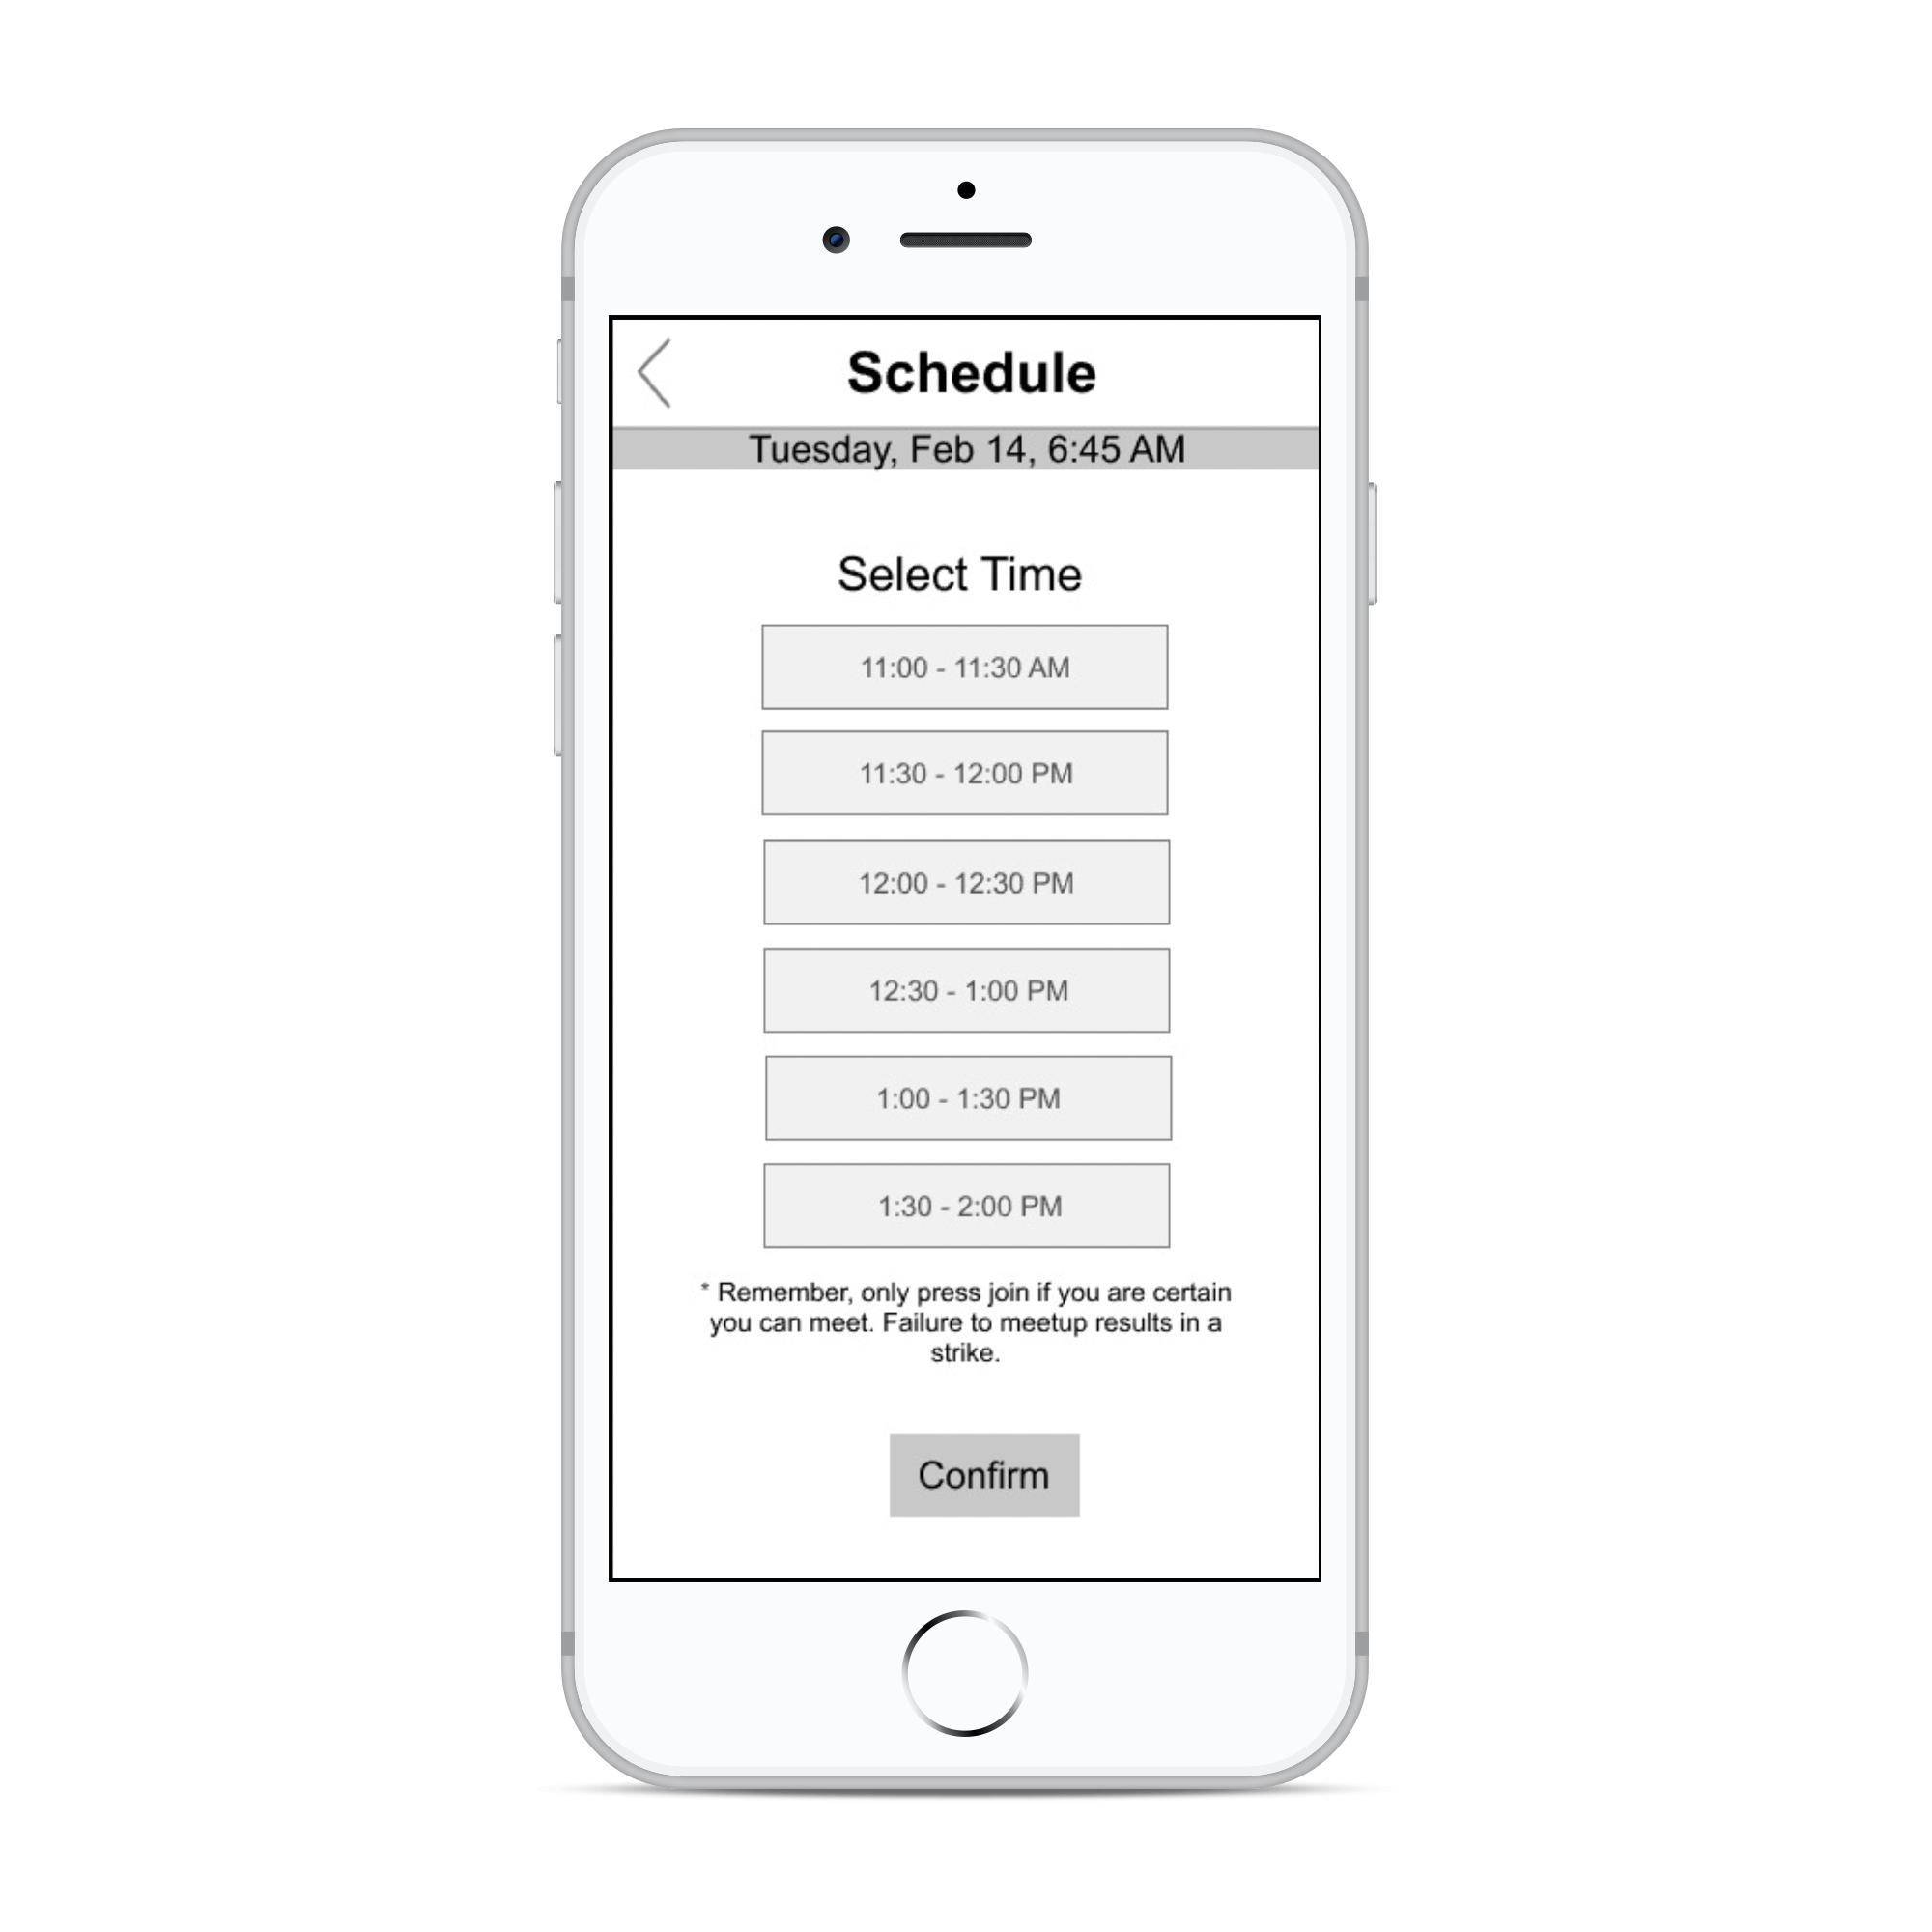 Schedule
Tuesday, Feb 14, 6:45 AM
Select Time
11:00 - 11:30 AM
11:30 - 12:00 PM
12:00 - 12:30 PM
12:30 - 1:00 PM
1:00 - 1:30 PM
1:30 - 2:00 PM
* Remember, only press join if you are certain
you can meet. Failure to meetup results in a
strike.
Confirm